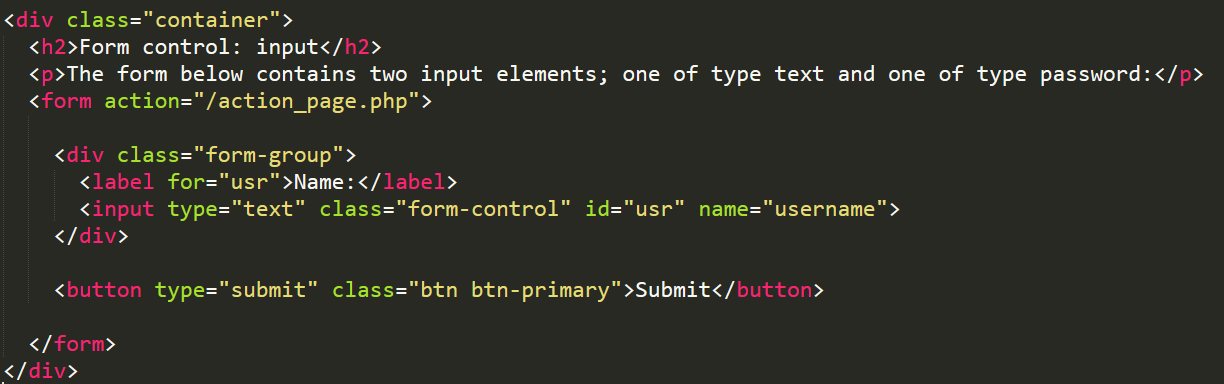 <div class="container">
  <h2>Form control: input</h2>
  <p>The form below contains two input elements; one of type text and one of type password:</p>
  <form action="/action_page.php">

    <div class="form-group">
      <label for="usr">Name:</label>
      <input type="text" class="form-control" id="usr" name="username">
    </div>

    <button type="submit" class="btn btn-primary">Submit</button>

  </form>
</div>